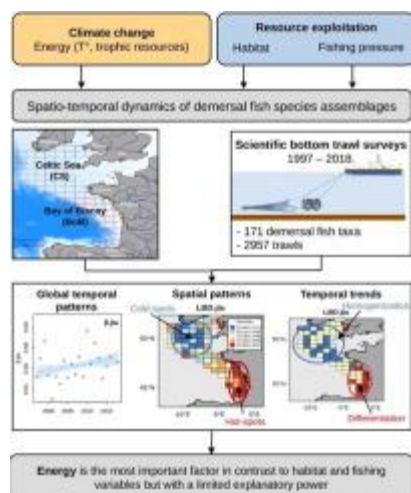 Climate change
Energy (T°, trophic resources)
Resource exploitation
Habitat
Fishing pressure
Spatio-temporal dynamics of demersal fish species assemblages
Celtic Sea
(CS)
Bay of Biscay
(BoB)
Scientific bottom trawl surveys
1997 – 2018
- 171 demersal fish taxa
- 2957 trawls
Global temporal
patterns
Spatial patterns
Temporal trends
Cold-spots
Hot-spots
Homogenization
Differentiation
Energy is the most important factor in contrast to habitat and fishing
variables but with a limited explanatory power